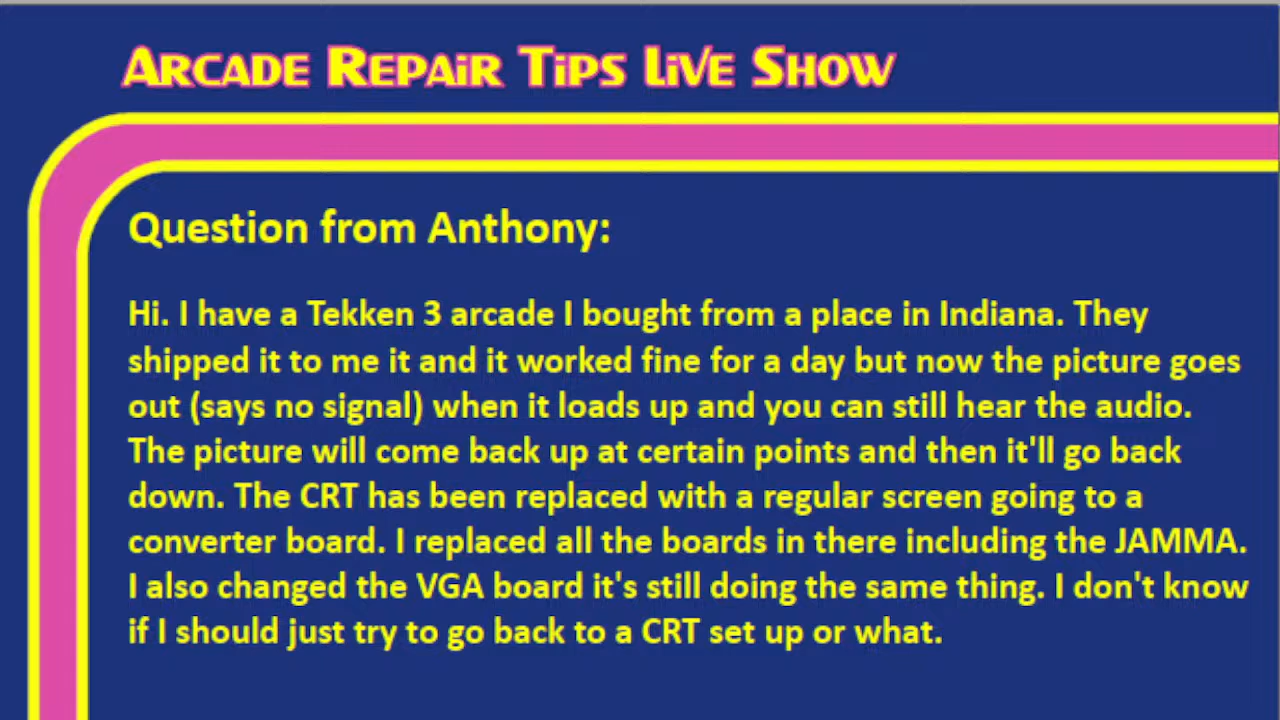 Arcade Repair Tips Live Show
Question from Anthony:
Hi. I have a Tekken 3 arcade I bought from a place in Indiana. They
shipped it to me it and it worked fine for a day but now the picture goes
out (says no signal) when it loads up and you can still hear the audio.
The picture will come back up at certain points and then it'll go back
down. The CRT has been replaced with a regular screen going to a
converter board. I replaced all the boards in there including the JAMMA.
I also changed the VGA board it's still doing the same thing. I don't know
if I should just try to go back to a CRT set up or what.